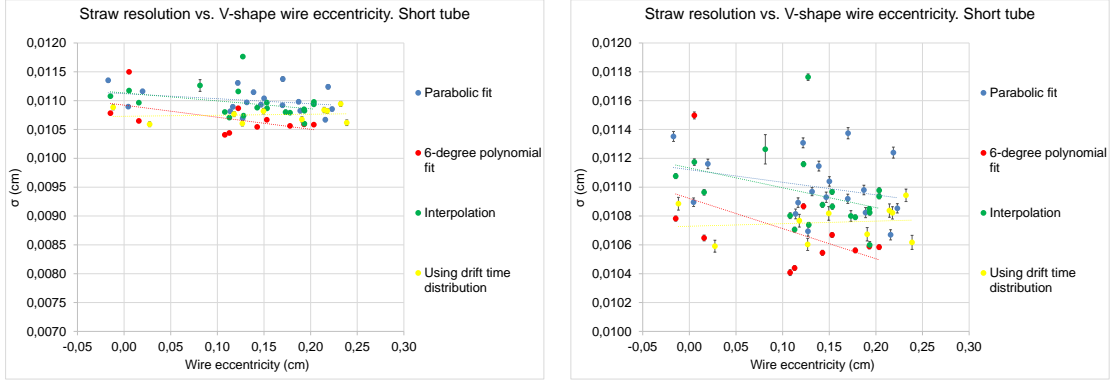 Straw resolution vs. V-shape wire eccentricity. Short tube
0,0120
0,0115
0,0110
0,0105
0,0100
0,0095
0,0090
0,0085
0,0080
0,0075
0,0070
σ (cm)
-0,05 0,00 0,05 0,10 0,15 0,20 0,25 0,30
Wire eccentricity (cm)
Parabolic fit
6-degree polynomial
fit
Interpolation
Using drift time
distribution
Straw resolution vs. V-shape wire eccentricity. Short tube
0,0120
0,0118
0,0116
0,0114
0,0112
0,0110
0,0108
0,0106
0,0104
0,0102
0,0100
σ (cm)
-0,05 0,00 0,05 0,10 0,15 0,20 0,25 0,30
Wire eccentricity (cm)
Parabolic fit
6-degree polynomial
fit
Interpolation
Using drift time
distribution